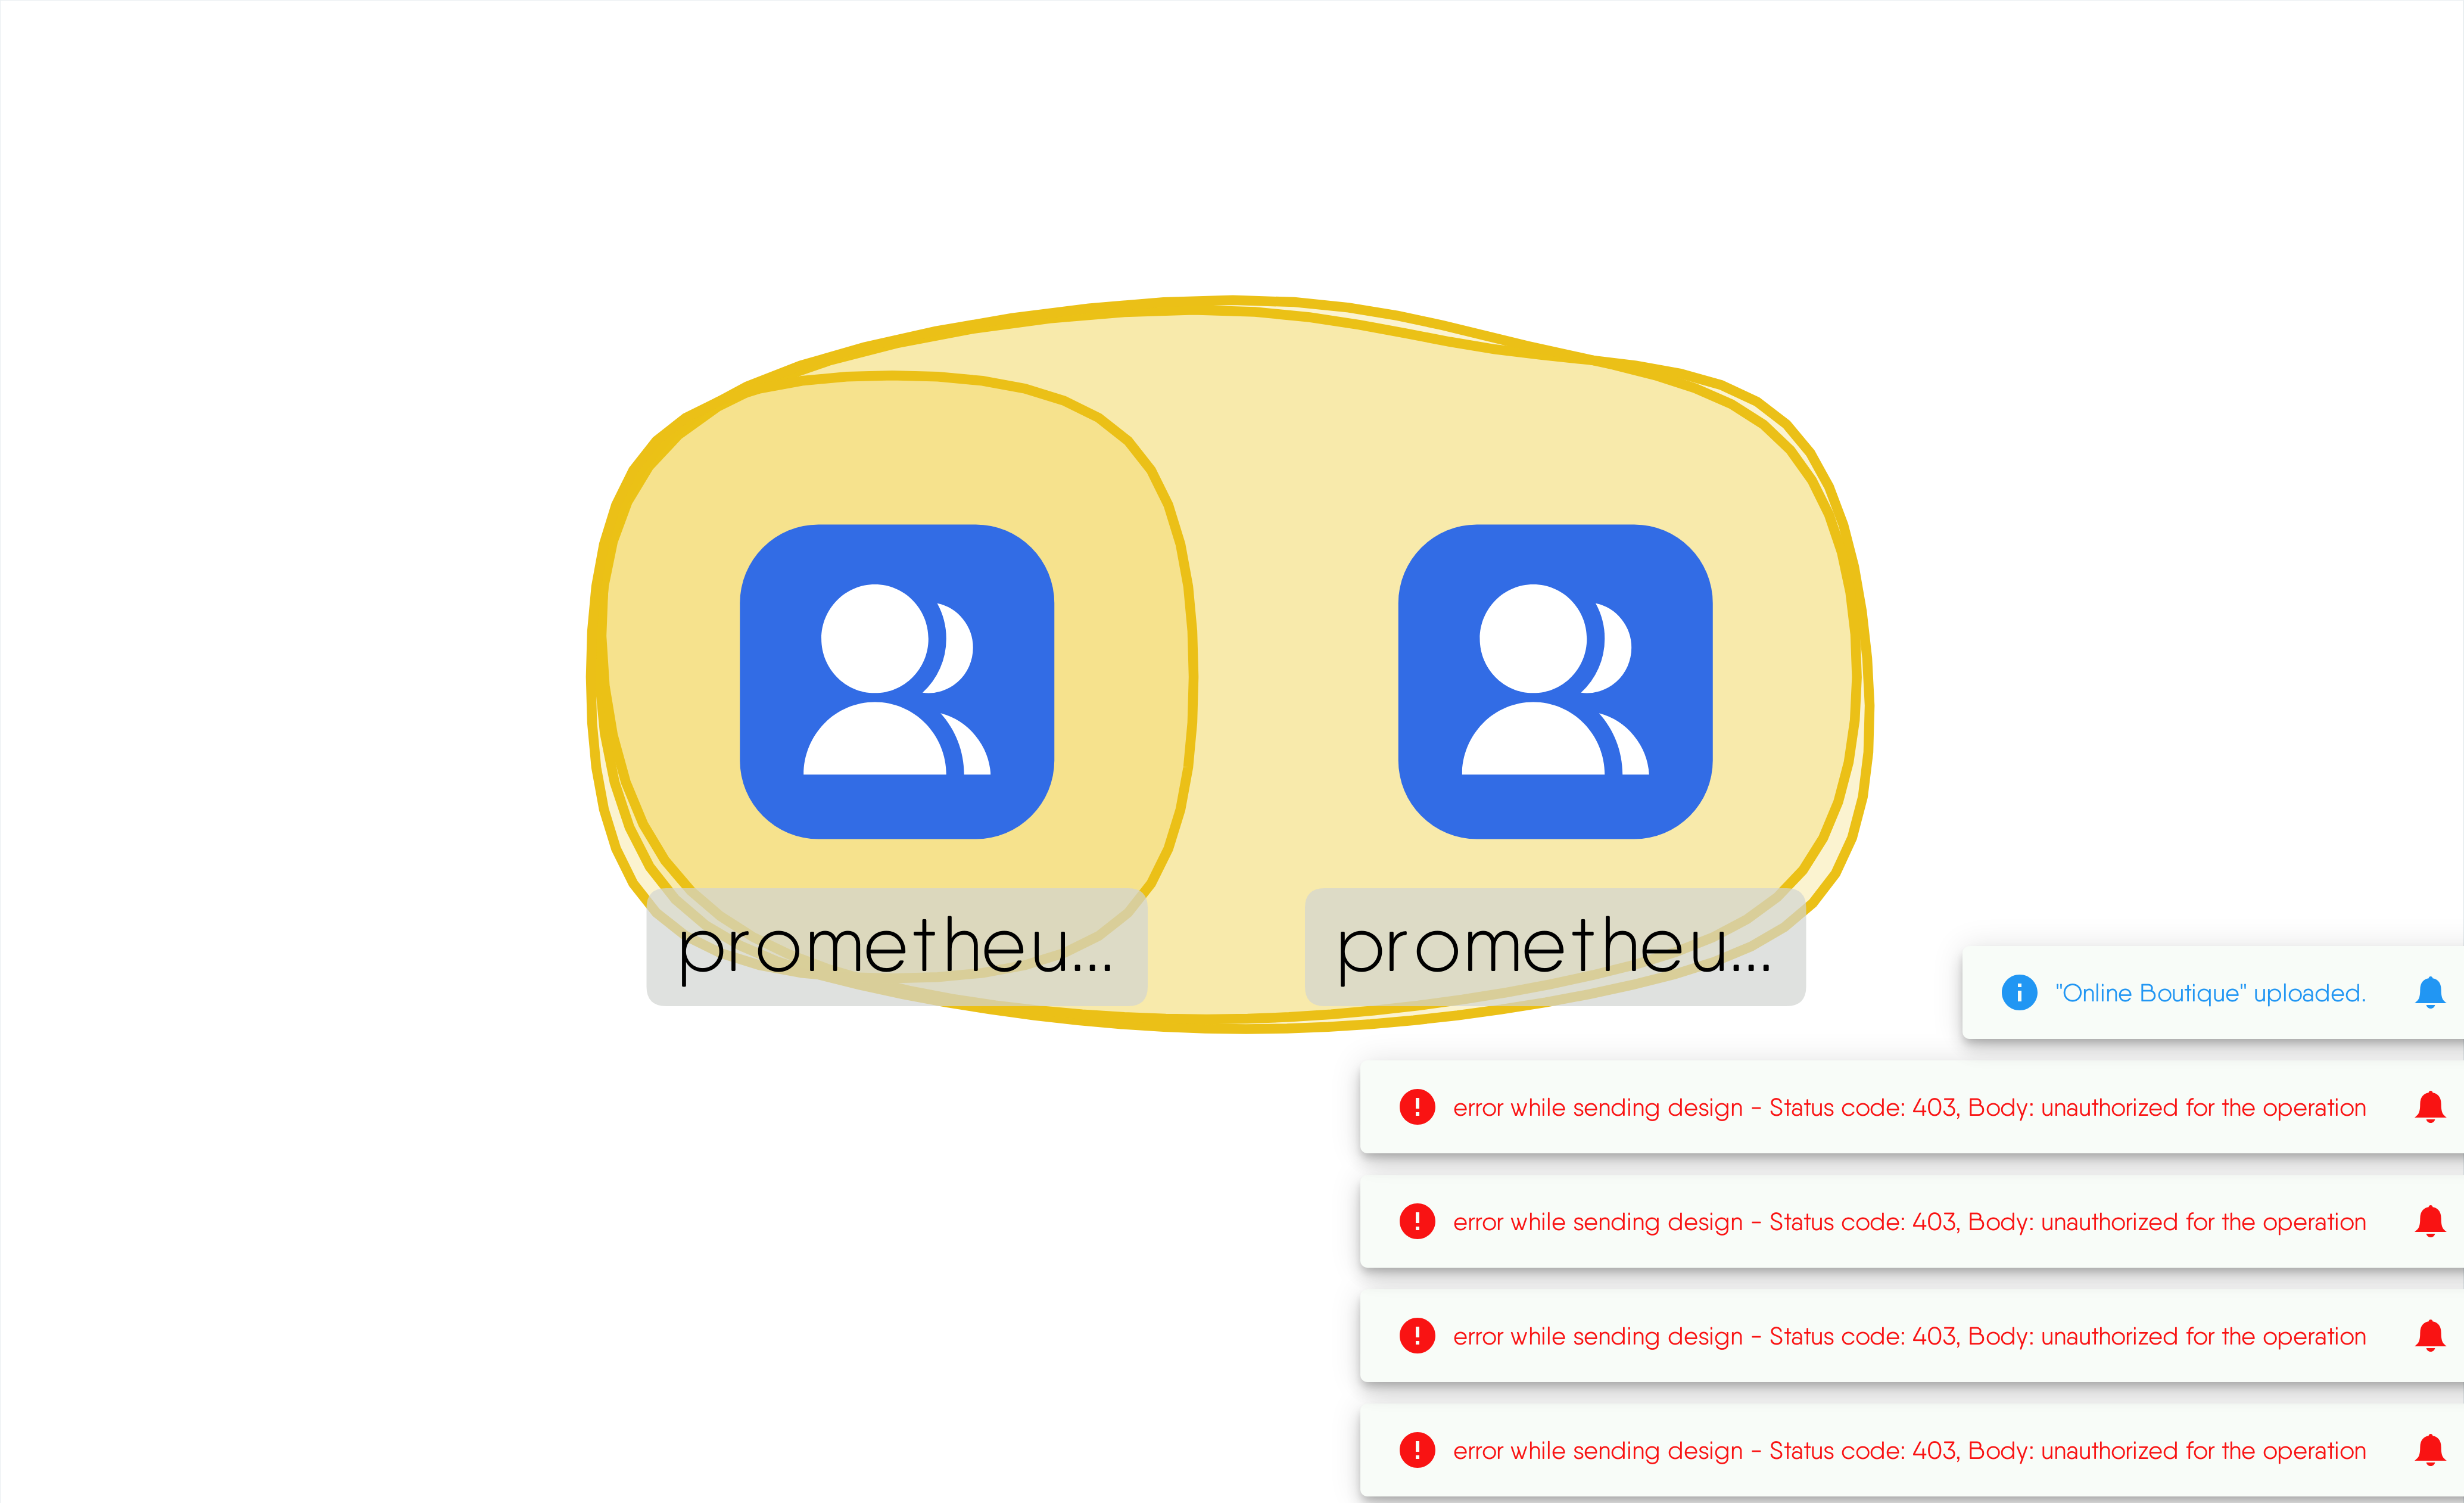 prometheu...
prometheu...
"Online Boutique" uploaded.
error while sending design - Status code: 403, Body: unauthorized for the operation
error while sending design - Status code: 403, Body: unauthorized for the operation
error while sending design - Status code: 403, Body: unauthorized for the operation
error while sending design - Status code: 403, Body: unauthorized for the operation